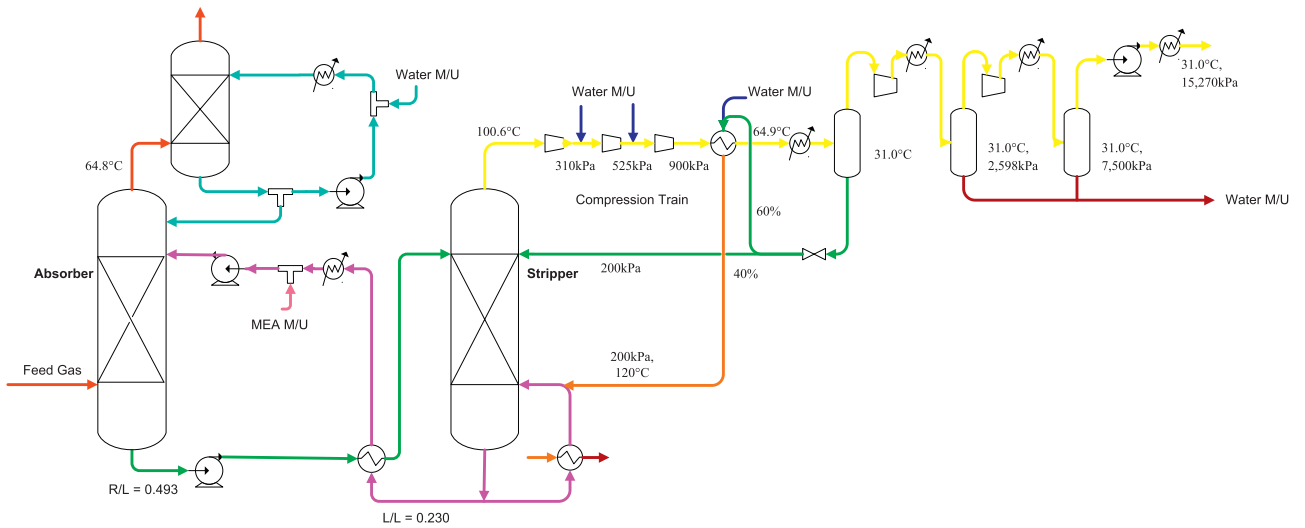 Water M/U
64.8°C
Water M/U
Water M/U
100.6°C
64.9°C
310kPa
525kPa
900kPa
31.0°C
31.0°C,
2,598kPa
31.0°C,
7,500kPa
31.0°C,
15,270kPa
Compression Train
Water M/U
60%
Absorber
Stripper
200kPa
40%
MEA M/U
Feed Gas
200kPa,
120°C
R/L = 0.493
L/L = 0.230